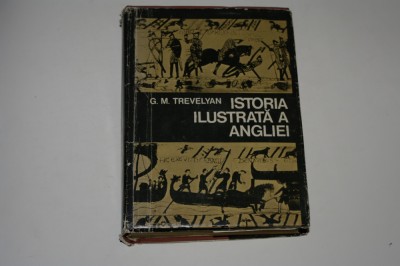 G. M. TREVELYAN ISTORIA
ILUSTRATĂ A
ANGLIEI